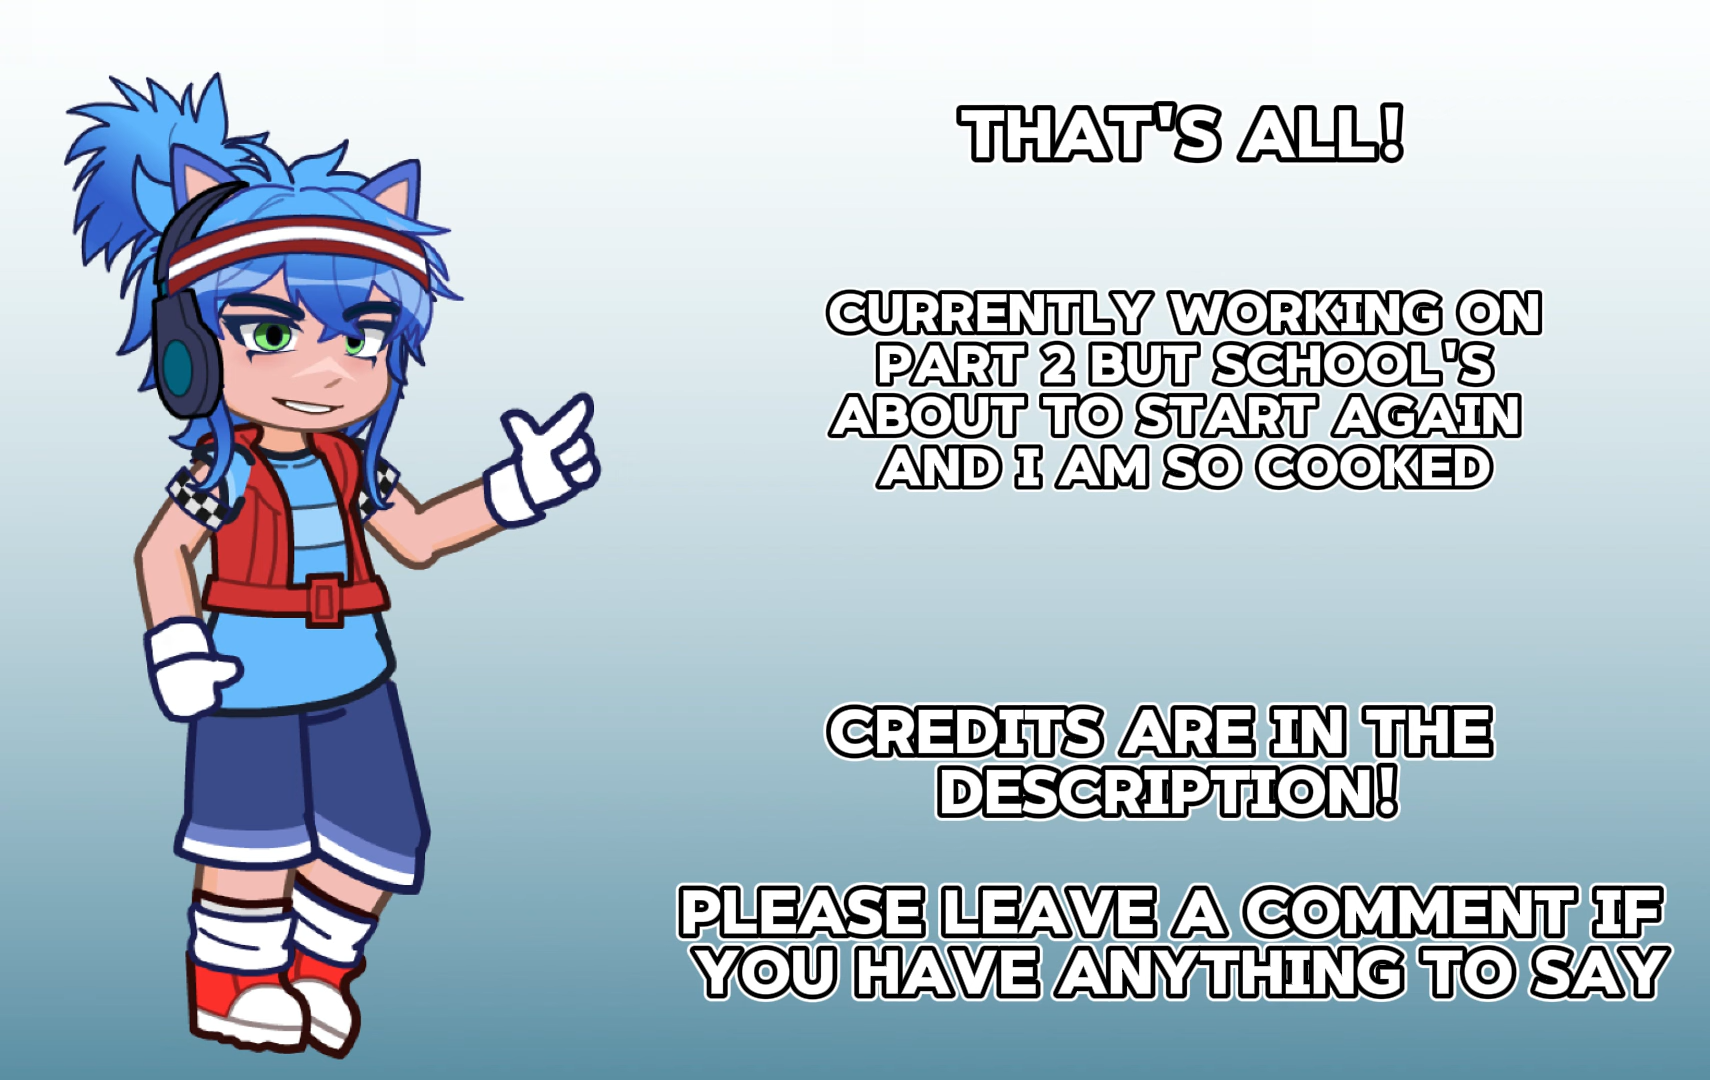 THAT'S ALL!
CURRENTLY WORKING ON
PART 2 BUT SCHOOL'S
ABOUT TO START AGAIN
AND I AM SO COOKED
CREDITS ARE IN THE
DESCRIPTION!
PLEASE LEAVE A COMMENT IF
YOU HAVE ANYTHING TO SAY